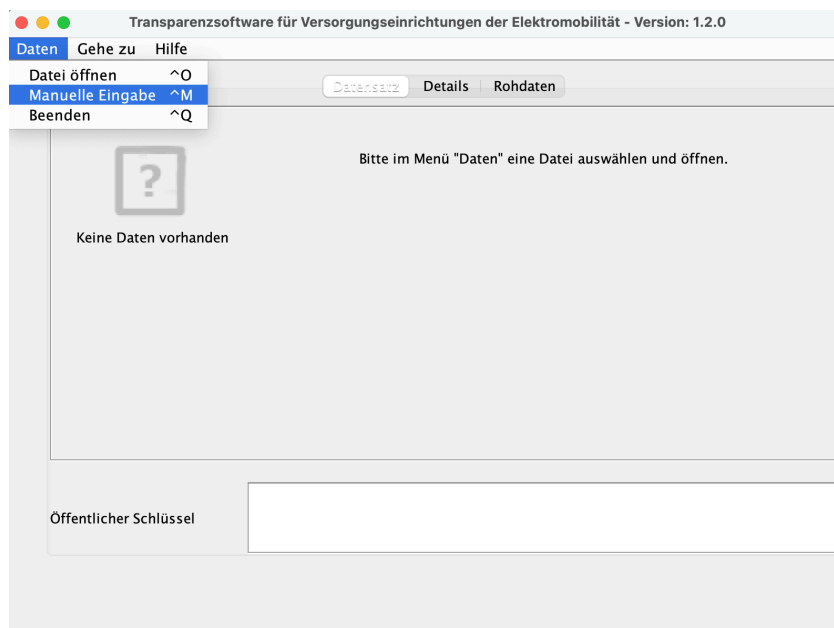 Transparenzsoftware für Versorgungseinrichtungen der Elektromobilität - Version: 1.2.0
Daten Gehe zu Hilfe
Datei öffnen ^O
Manuelle Eingabe ^M
Beenden ^Q
Datensatz Details Rohdaten
?
Bitte im Menü "Daten" eine Datei auswählen und öffnen.
Keine Daten vorhanden
Öffentlicher Schlüssel